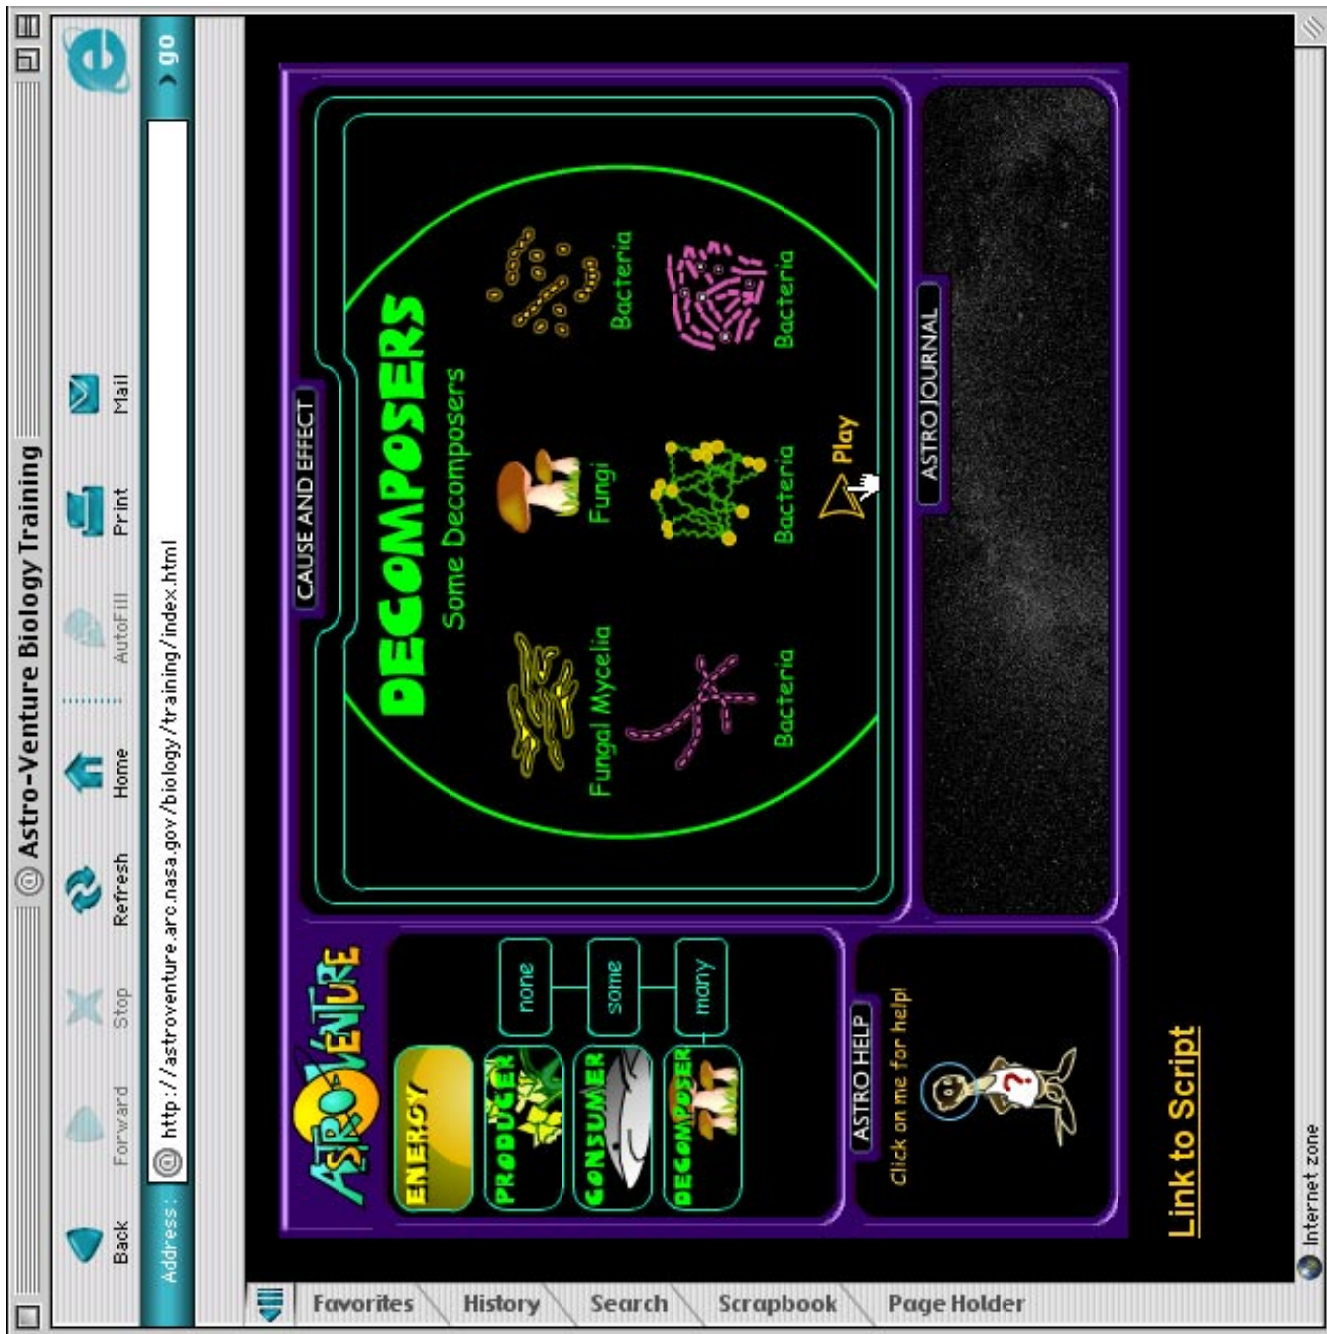 @ Astro-Venture Biology Training
Back Forward Stop Refresh Home AutoFill Print Mail
Address: @ http://astroventure.arc.nasa.gov/biology/training/index.html › go
Favorites
History
Search
Scrapbook
Page Holder
ASTRO-VENTURE
ENERGY
PRODUCER
CONSUMER
DECOMPOSER
none
some
many
CAUSE AND EFFECT
DECOMPOSERS
Some Decomposers
Fungal Mycelia Fungi Bacteria
Bacteria Bacteria Bacteria
Play
ASTRO HELP
Click on me for help!
?
ASTRO JOURNAL
Link to Script
Internet zone